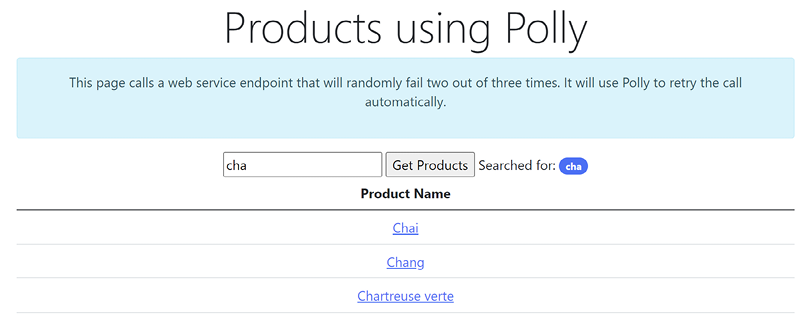 Products using Polly
This page calls a web service endpoint that will randomly fail two out of three times. It will use Polly to retry the call
automatically.
cha Get Products Searched for: cha
Product Name
Chai
Chang
Chartreuse verte